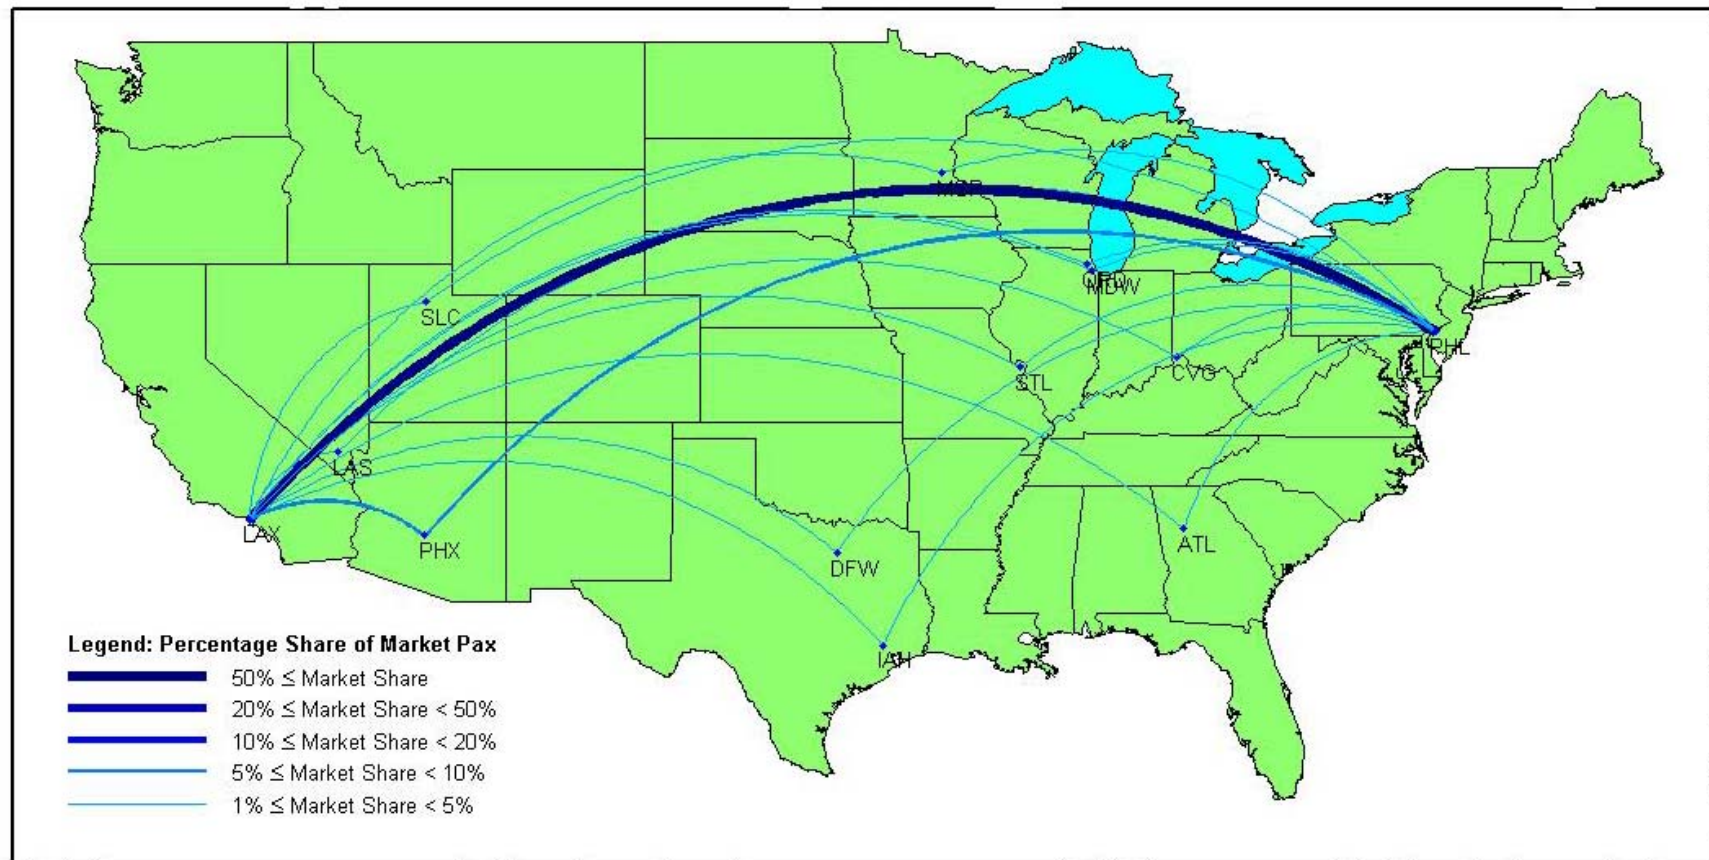 SLC
MDW
PHL
STL
CVG
LAS
LAX
PHX
ATL
DFW
IAH
Legend: Percentage Share of Market Pax
50% ≤ Market Share
20% ≤ Market Share < 50%
10% ≤ Market Share < 20%
5% ≤ Market Share < 10%
1% ≤ Market Share < 5%